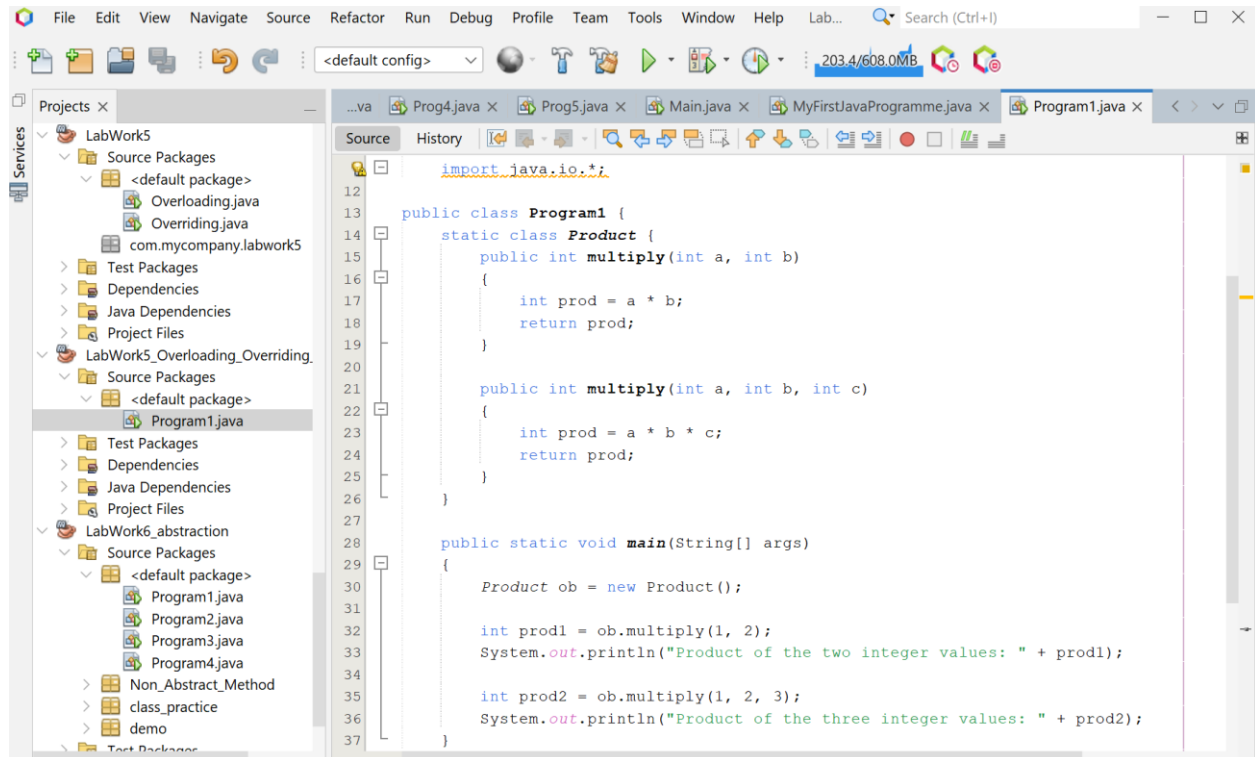 File Edit View Navigate Source Refactor Run Debug Profile Team Tools Window Help Lab... Search (Ctrl+I)
<default config> 203.4/608.0MB
Services
Projects
LabWork5
Source Packages
<default package>
Overloading.java
Overriding.java
com.mycompany.labwork5
Test Packages
Dependencies
Java Dependencies
Project Files
LabWork5_Overloading_Overriding_
Source Packages
<default package>
Program1.java
Test Packages
Dependencies
Java Dependencies
Project Files
LabWork6_abstraction
Source Packages
<default package>
Program1.java
Program2.java
Program3.java
Program4.java
Non_Abstract_Method
class_practice
demo
Test Packages
...va Prog4.java Prog5.java Main.java MyFirstJavaProgramme.java Program1.java
Source History
import java.io.*;
12
13 public class Program1 {
14 static class Product {
15 public int multiply(int a, int b)
16 {
17 int prod = a * b;
18 return prod;
19 }
20
21 public int multiply(int a, int b, int c)
22 {
23 int prod = a * b * c;
24 return prod;
25 }
26 }
27
28 public static void main(String[] args)
29 {
30 Product ob = new Product();
31
32 int prod1 = ob.multiply(1, 2);
33 System.out.println("Product of the two integer values: " + prod1);
34
35 int prod2 = ob.multiply(1, 2, 3);
36 System.out.println("Product of the three integer values: " + prod2);
37 }